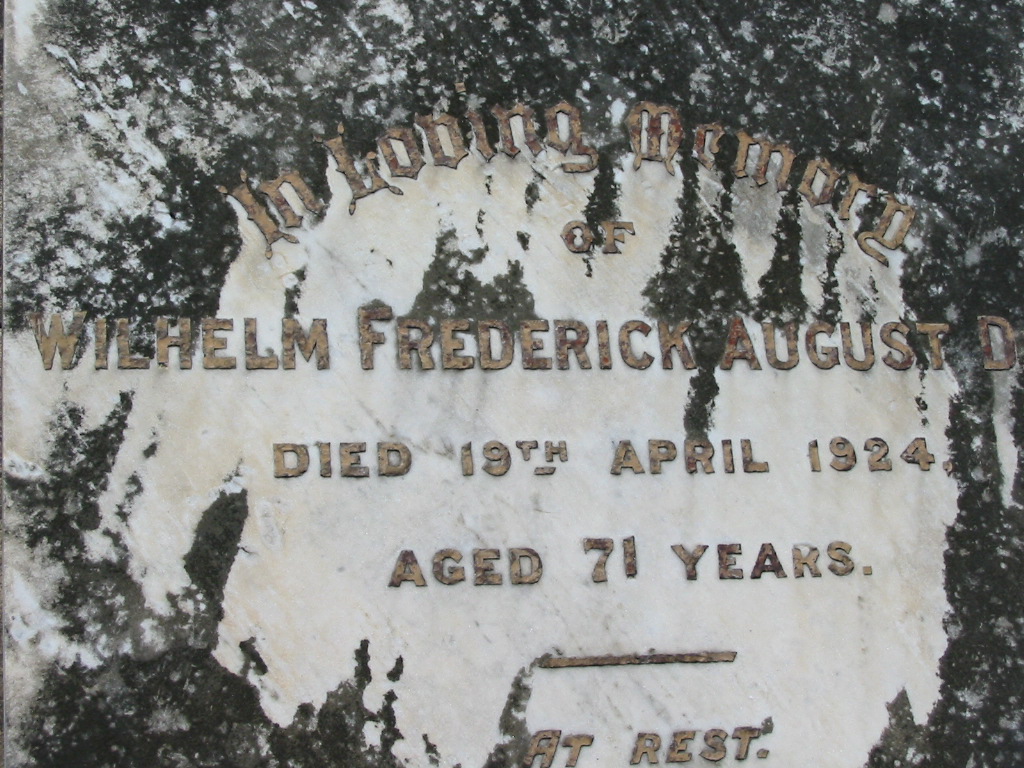 In Loving Memory
OF
WILHELM FREDERICK AUGUST D
DIED 19TH APRIL 1924.
AGED 71 YEARS.
AT REST.